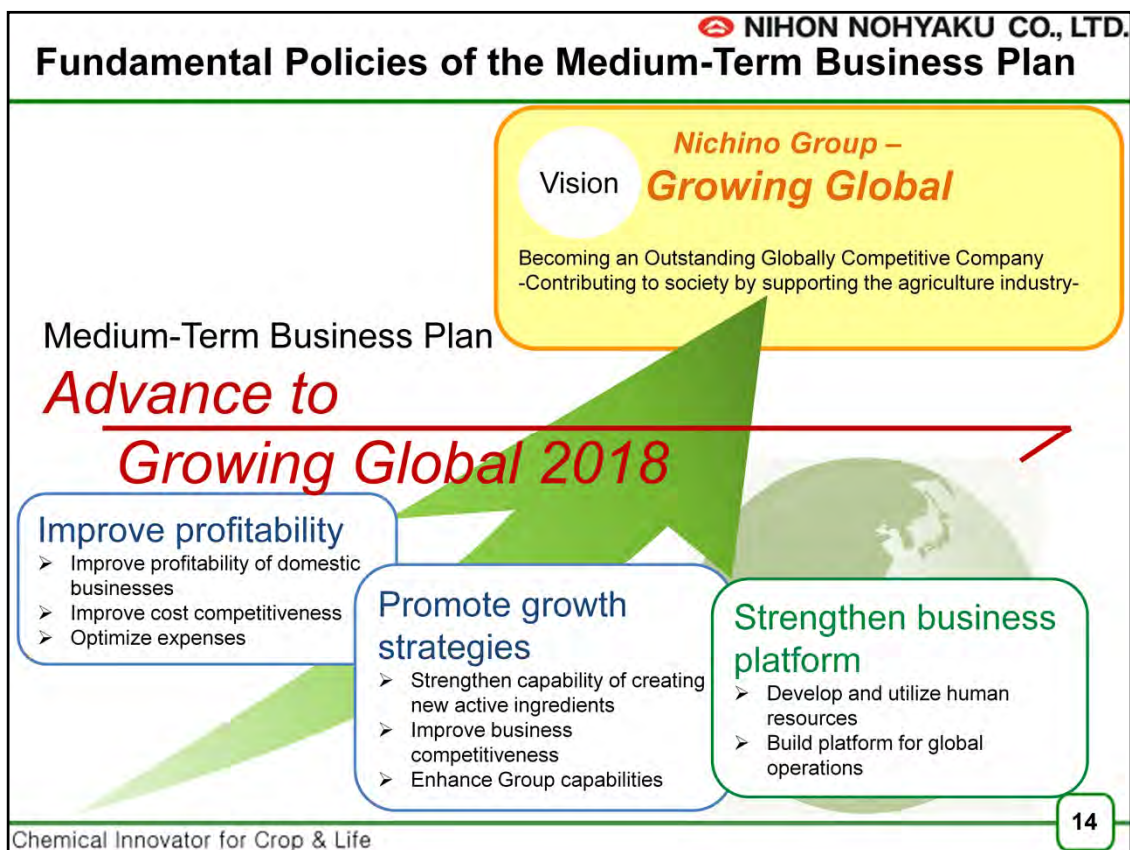 NIHON NOHYAKU CO., LTD.
Fundamental Policies of the Medium-Term Business Plan
Vision
Nichino Group –
Growing Global
Becoming an Outstanding Globally Competitive Company
-Contributing to society by supporting the agriculture industry-
Medium-Term Business Plan
Advance to
Growing Global 2018
Improve profitability
➢ Improve profitability of domestic
businesses
➢ Improve cost competitiveness
➢ Optimize expenses
Promote growth
strategies
➢ Strengthen capability of creating
new active ingredients
➢ Improve business
competitiveness
➢ Enhance Group capabilities
Strengthen business
platform
➢ Develop and utilize human
resources
➢ Build platform for global
operations
14
Chemical Innovator for Crop & Life